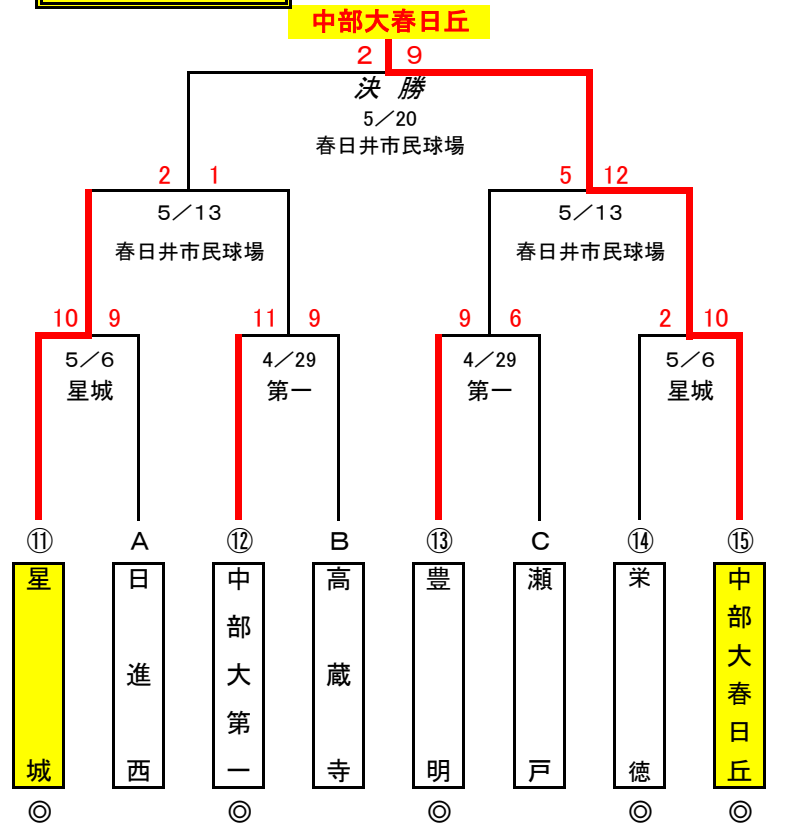 中部大春日丘
2 9
決 勝
5／20
春日井市民球場
2 1 5 12
5／13 5／13
春日井市民球場 春日井市民球場
10 9 11 9 9 6 2 10
5／6 4／29 4／29 5／6
星城 第一 第一 星城
⑪ A ⑫ B ⑬ C ⑭ ⑮
星城
日進西
中部大第一
高蔵寺
豊明
瀬戸
栄徳
中部大春日丘
◎ ◎ ◎ ◎ ◎